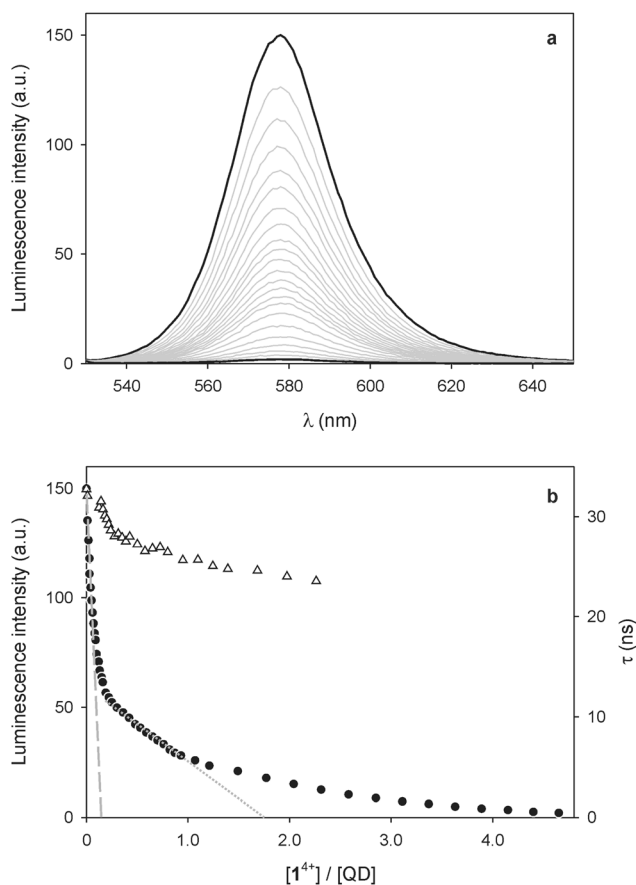 a
Luminescence intensity (a.u.)
150
100
50
0
540 560 580 600 620 640
λ (nm)
b
Luminescence intensity (a.u.)
150
100
50
0
30
20
10
0
τ (ns)
0 1.0 2.0 3.0 4.0
[1⁴⁺] / [QD]